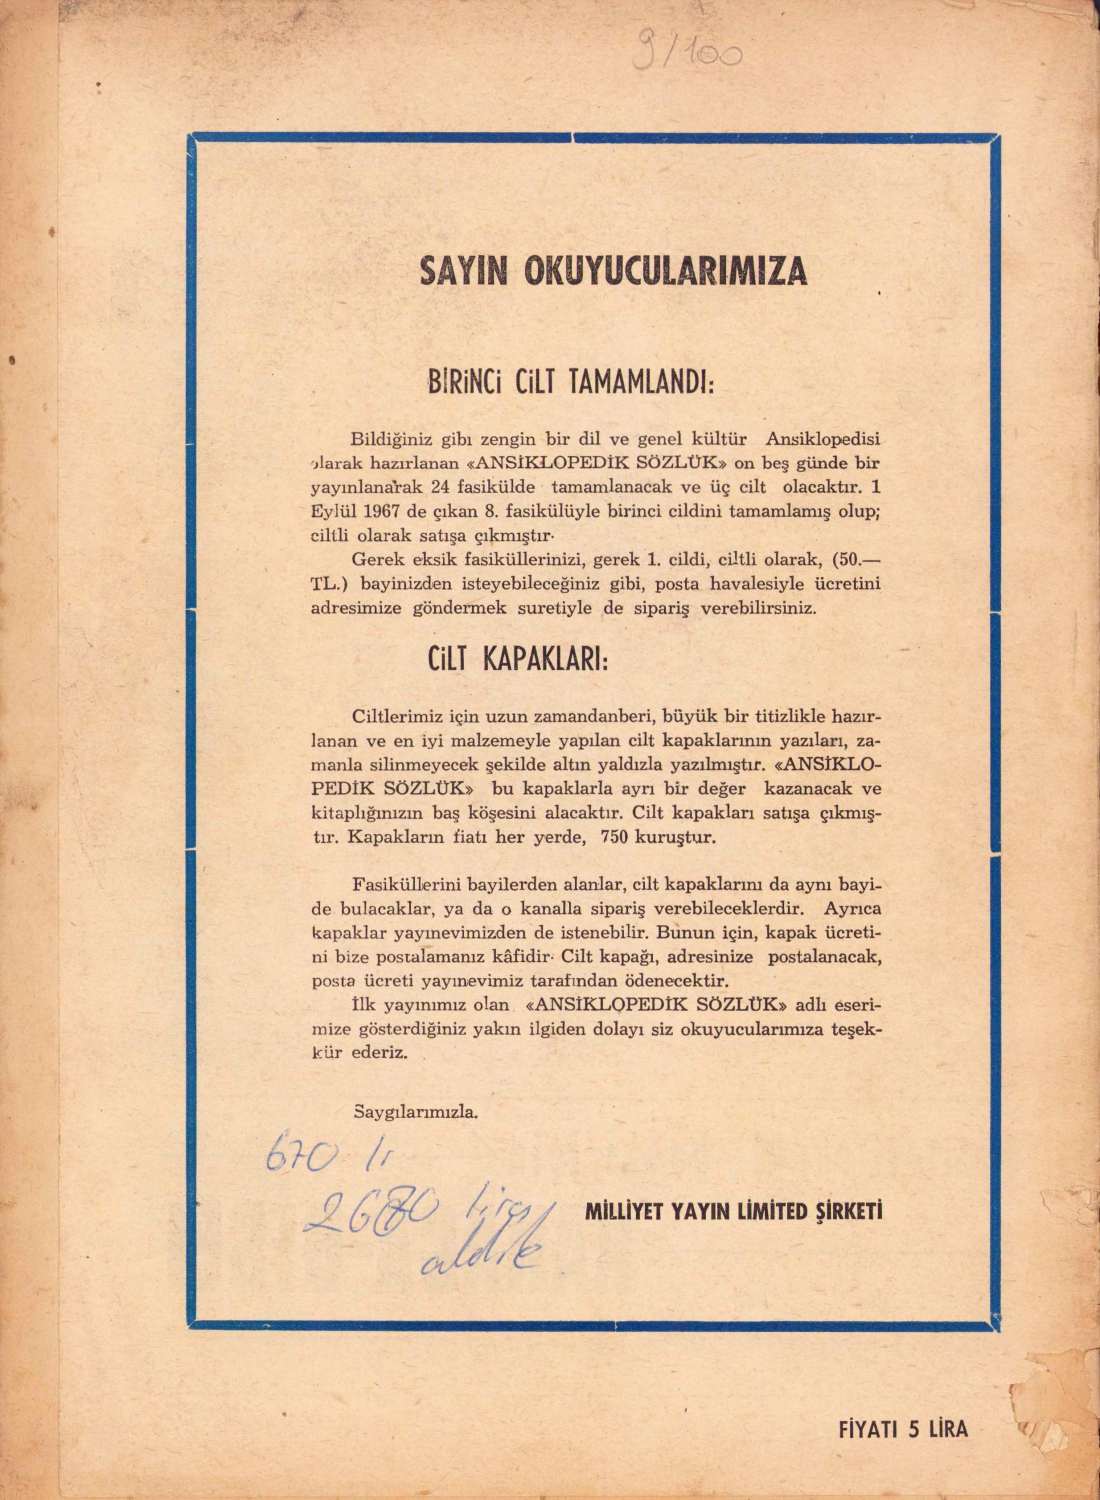 9/100
SAYIN OKUYUCULARIMIZA
BİRİNCİ CİLT TAMAMLANDI:
Bildiğiniz gibı zengin bir dil ve genel kültür Ansiklopedisi
olarak hazırlanan «ANSİKLOPEDİK SÖZLÜK» on beş günde bir
yayınlanarak 24 fasikülde tamamlanacak ve üç cilt olacaktır. 1
Eylül 1967 de çıkan 8. fasikülüyle birinci cildini tamamlamış olup;
ciltli olarak satışa çıkmıştır.
Gerek eksik fasiküllerinizi, gerek 1. cildi, ciltli olarak, (50.—
TL.) bayinizden isteyebileceğiniz gibi, posta havalesiyle ücretini
adresimize göndermek suretiyle de sipariş verebilirsiniz.
CİLT KAPAKLARI:
Ciltlerimiz için uzun zamandanberi, büyük bir titizlikle hazır-
lanan ve en iyi malzemeyle yapılan cilt kapaklarının yazıları, za-
manla silinmeyecek şekilde altın yaldızla yazılmıştır. «ANSİKLO-
PEDİK SÖZLÜK» bu kapaklarla ayrı bir değer kazanacak ve
kitaplığınızın baş köşesini alacaktır. Cilt kapakları satışa çıkmış-
tır. Kapakların fiatı her yerde, 750 kuruştur.
Fasiküllerini bayilerden alanlar, cilt kapaklarını da aynı bayi-
de bulacaklar, ya da o kanalla sipariş verebileceklerdir. Ayrıca
kapaklar yayınevimizden de istenebilir. Bunun için, kapak ücreti-
ni bize postalamanız kâfidir. Cilt kapağı, adresinize postalanacak,
posta ücreti yayınevimiz tarafından ödenecektir.
İlk yayınımız olan «ANSİKLOPEDİK SÖZLÜK» adlı eseri-
mize gösterdiğiniz yakın ilgiden dolayı siz okuyucularımıza teşek-
kür ederiz.
Saygılarımızla.
670
MİLLİYET YAYIN LİMİTED ŞİRKETİ
aldık
FİYATI 5 LİRA